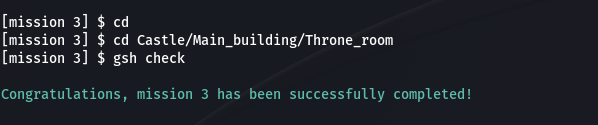 [mission 3] $ cd
[mission 3] $ cd Castle/Main_building/Throne_room
[mission 3] $ gsh check
Congratulations, mission 3 has been successfully completed!